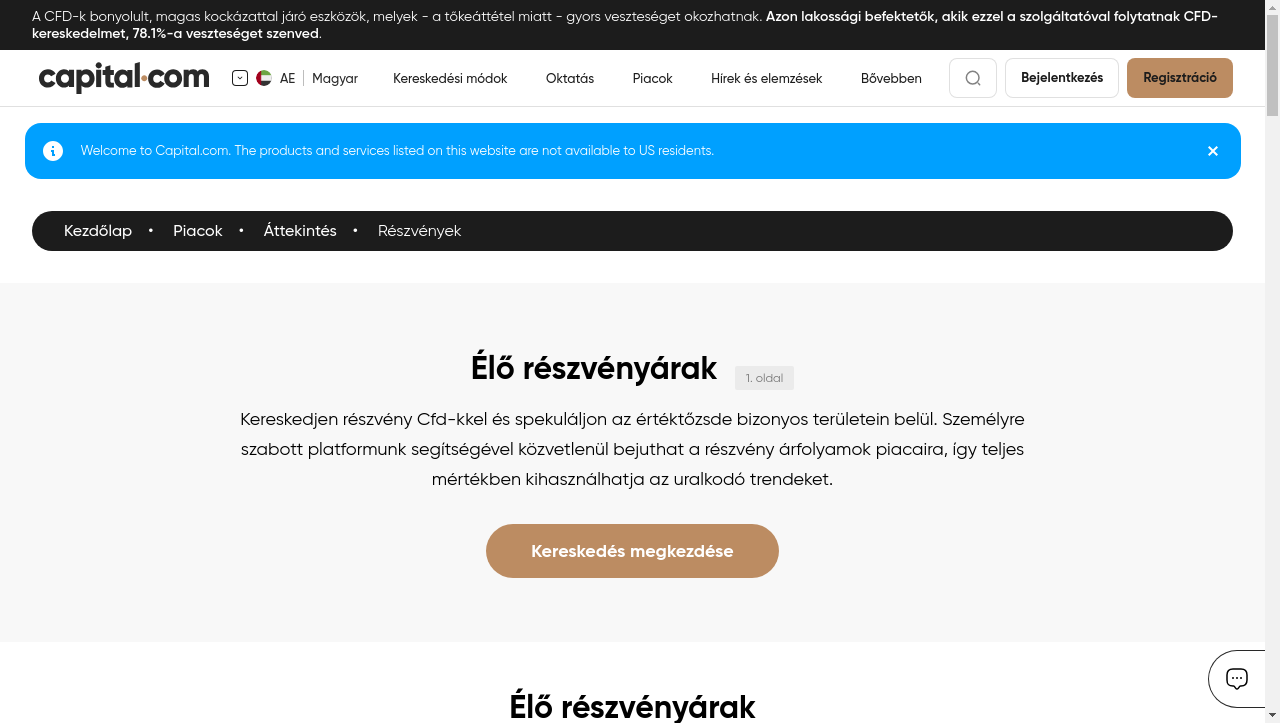 A CFD-k bonyolult, magas kockázattal járó eszközök, melyek - a tőkeáttétel miatt - gyors veszteséget okozhatnak. Azon lakossági befektetők, akik ezzel a szolgáltatóval folytatnak CFD-
kereskedelmet, 78.1%-a veszteséget szenved.
capital.com AE Magyar Kereskedési módok Oktatás Piacok Hírek és elemzések Bővebben Bejelentkezés Regisztráció
Welcome to Capital.com. The products and services listed on this website are not available to US residents.
Kezdőlap • Piacok • Áttekintés • Részvények
Élő részvényárak 1. oldal
Kereskedjen részvény Cfd-kkel és spekuláljon az értéktőzsde bizonyos területein belül. Személyre
szabott platformunk segítségével közvetlenül bejuthat a részvény árfolyamok piacaira, így teljes
mértékben kihasználhatja az uralkodó trendeket.
Kereskedés megkezdése
Élő részvényárak